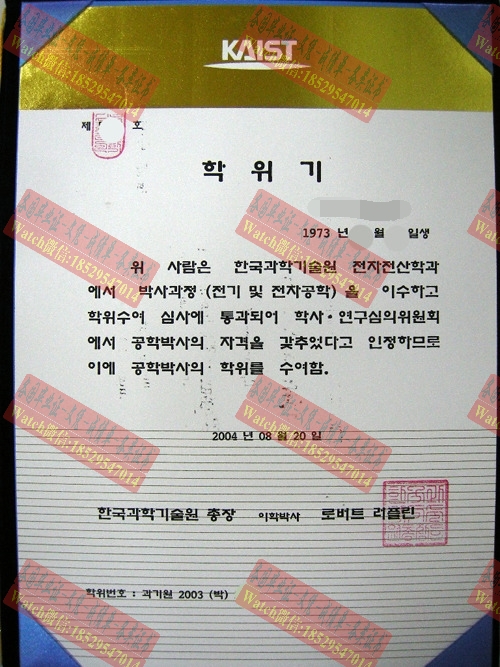 KAIST
제 호
학 위 기
1973 년 월 일생
위 사람은 한국과학기술원 전자전산학과
에서 박사과정 (전기 및 전자공학) 을 이수하고
학위수여 심사에 통과되어 학사·연구심의위원회
에서 공학박사의 자격을 갖추었다고 인정하므로
이에 공학박사의 학위를 수여함.
2004 년 08 월 20 일
한국과학기술원 총장 이학박사 로버트 러플린
학위번호 : 과기원 2003 (박)
Watch微信:18529547014